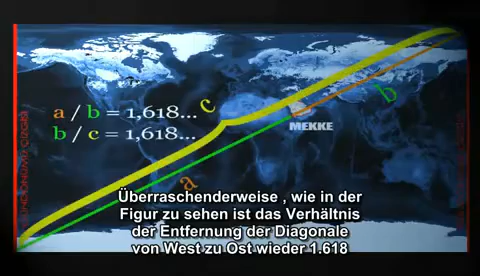 a / b = 1,618...
b / c = 1,618...
c
b
MEKKE
a
Überraschenderweise , wie in der
Figur zu sehen ist das Verhältnis
der Entfernung der Diagonale
von West zu Ost wieder 1.618